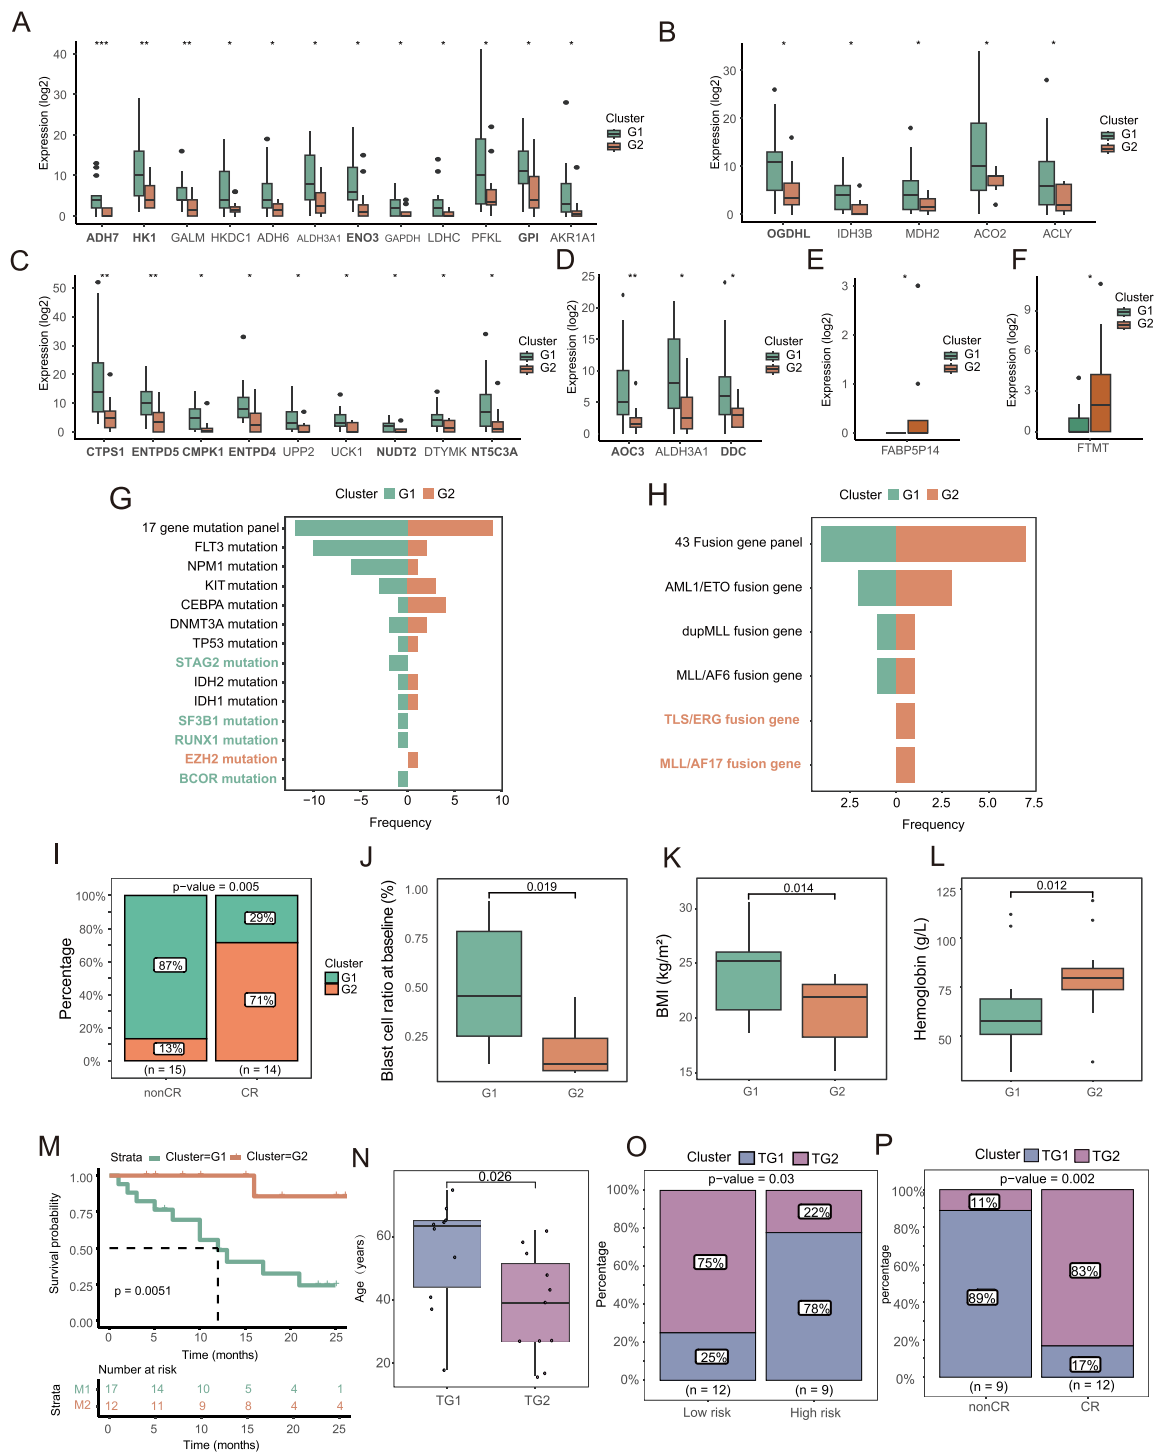 A
*** ** ** * * * * * * * * *
Expression (log2)
40
30
20
10
0
ADH7 HK1 GALM HKDC1 ADH6 ALDH3A1 ENO3 GAPDH LDHC PFKL GPI AKR1A1
Cluster
G1
G2
B
* * * * *
Expression (log2)
30
20
10
0
OGDHL IDH3B MDH2 ACO2 ACLY
Cluster
G1
G2
C
** ** * * * * * * *
Expression (log2)
50
40
30
20
10
0
CTPS1 ENTPD5 CMPK1 ENTPD4 UPP2 UCK1 NUDT2 DTYMK NT5C3A
Cluster
G1
G2
D
** * *
Expression (log2)
25
20
15
10
5
0
AOC3 ALDH3A1 DDC
Cluster
G1
G2
E
*
Expression (log2)
3
2
1
0
FABP5P14
Cluster
G1
G2
F
*
Expression (log2)
9
6
3
0
FTMT
Cluster
G1
G2
G
Cluster G1 G2
17 gene mutation panel
FLT3 mutation
NPM1 mutation
KIT mutation
CEBPA mutation
DNMT3A mutation
TP53 mutation
STAG2 mutation
IDH2 mutation
IDH1 mutation
SF3B1 mutation
RUNX1 mutation
EZH2 mutation
BCOR mutation
−10 −5 0 5 10
Frequency
H
Cluster G1 G2
43 Fusion gene panel
AML1/ETO fusion gene
dupMLL fusion gene
MLL/AF6 fusion gene
TLS/ERG fusion gene
MLL/AF17 fusion gene
2.5 0 2.5 5.0 7.5
Frequency
I
p−value = 0.005
Percentage
100%
80%
60%
40%
20%
0%
87%
13%
29%
71%
(n = 15) (n = 14)
nonCR CR
Cluster
G1
G2
J
Blast cell ratio at baseline (%)
1.00
0.75
0.50
0.25
0.019
G1 G2
K
BMI (kg/m²)
30
25
20
15
0.014
G1 G2
L
Hemoglobin (g/L)
125
100
75
50
0.012
G1 G2
M
Strata Cluster=G1 Cluster=G2
Survival probability
1.00
0.75
0.50
0.25
0.00
p = 0.0051
0 5 10 15 20 25
Time (months)
Number at risk
Strata
M1 17 14 10 5 4 1
M2 12 11 9 8 4 4
0 5 10 15 20 25
Time (months)
N
Age (years)
60
40
20
0.026
TG1 TG2
O
Cluster TG1 TG2
p−value = 0.03
Percentage
100%
80%
60%
40%
20%
0%
75%
25%
22%
78%
(n = 12) (n = 9)
Low risk High risk
P
Cluster TG1 TG2
p−value = 0.002
percentage
100%
80%
60%
40%
20%
0%
11%
89%
83%
17%
(n = 9) (n = 12)
nonCR CR